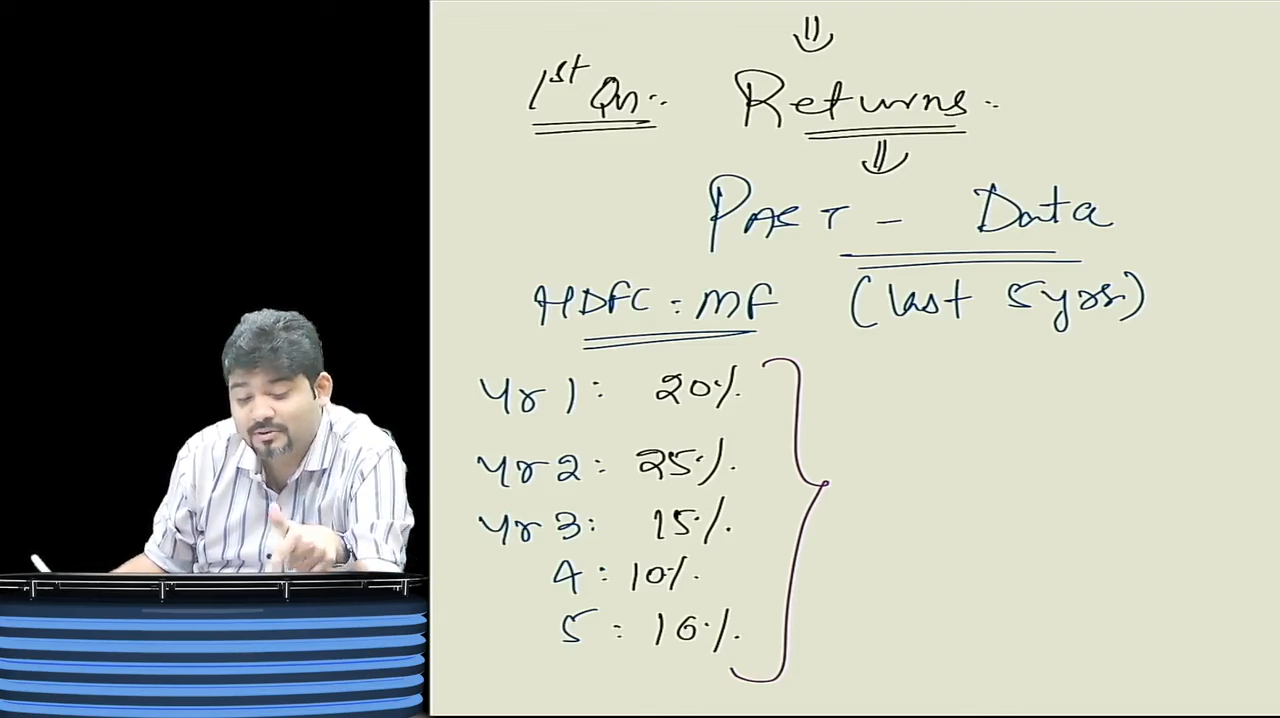 1st Qn:. Returns:
PAST - Data
HDFC : MF (last 5yrs)
Yr 1: 20%.
Yr 2: 25%.
Yr 3: 15%.
4: 10%.
5: 16%.